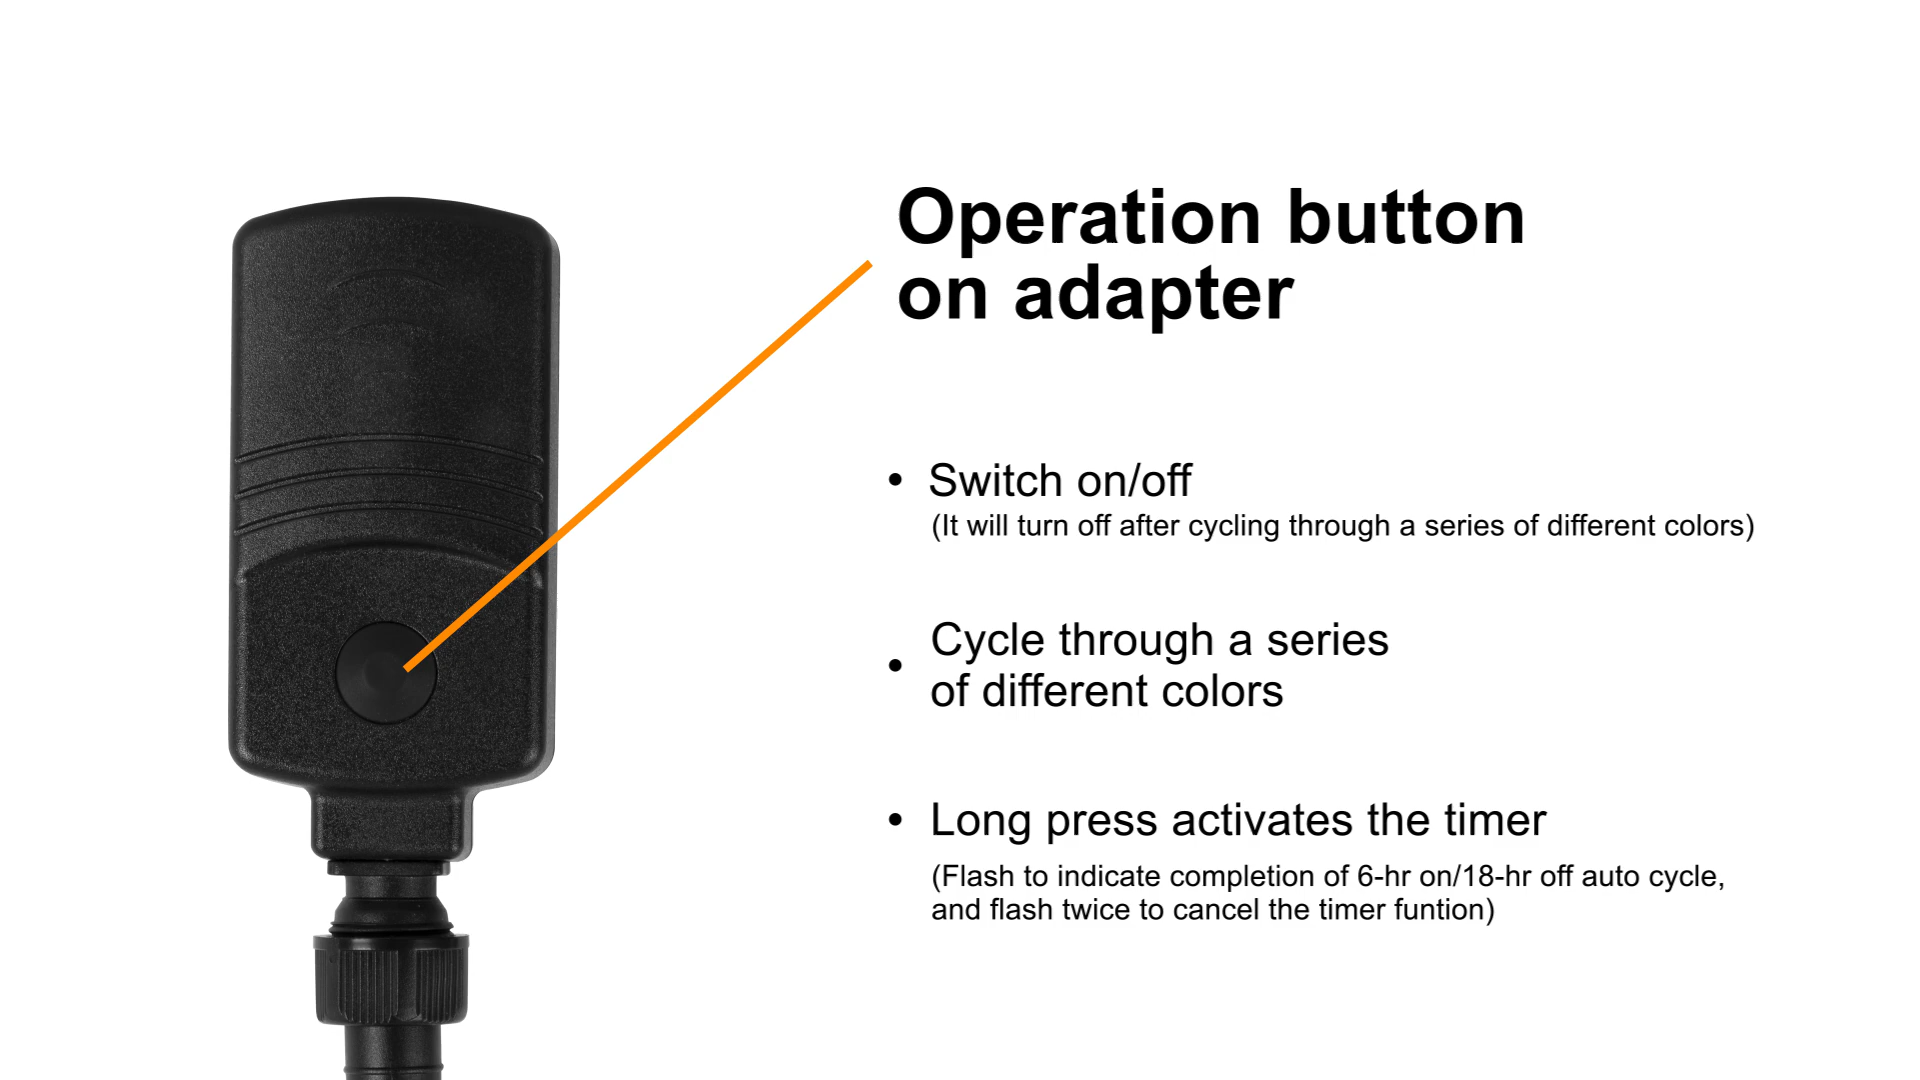 Operation button
on adapter
• Switch on/off
(It will turn off after cycling through a series of different colors)
• Cycle through a series
of different colors
• Long press activates the timer
(Flash to indicate completion of 6-hr on/18-hr off auto cycle,
and flash twice to cancel the timer funtion)